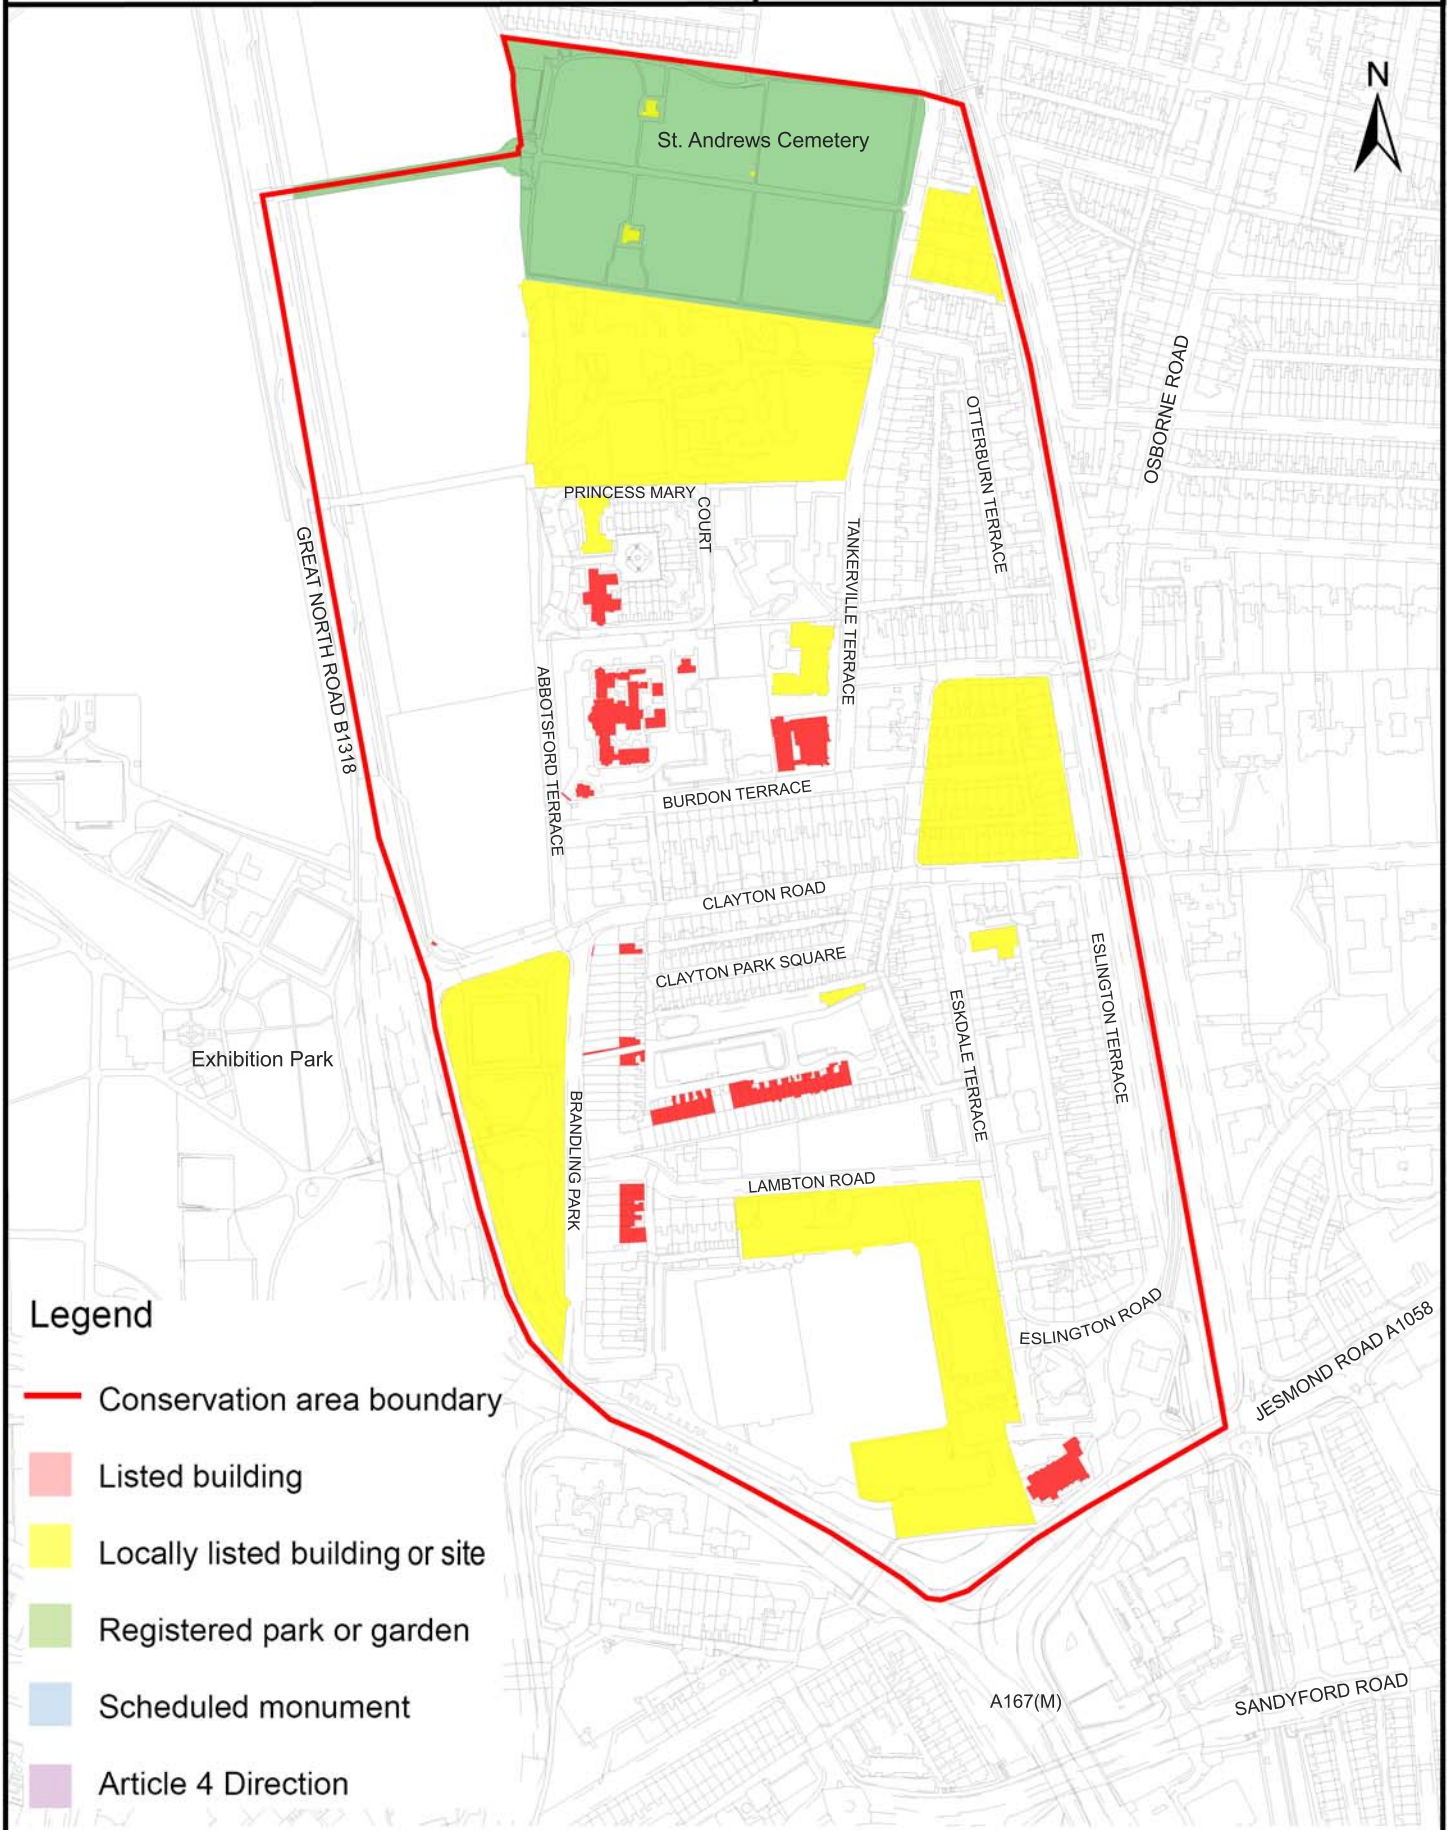 N
St. Andrews Cemetery
OSBORNE ROAD
OTTERBURN TERRACE
PRINCESS MARY
COURT
TANKERVILLE TERRACE
GREAT NORTH ROAD B1318
ABBOTSFORD TERRACE
BURDON TERRACE
CLAYTON ROAD
CLAYTON PARK SQUARE
ESLINGTON TERRACE
ESKDALE TERRACE
Exhibition Park
BRANDLING PARK
LAMBTON ROAD
ESLINGTON ROAD
JESMOND ROAD A1058
A167(M)
SANDYFORD ROAD
Legend
Conservation area boundary
Listed building
Locally listed building or site
Registered park or garden
Scheduled monument
Article 4 Direction